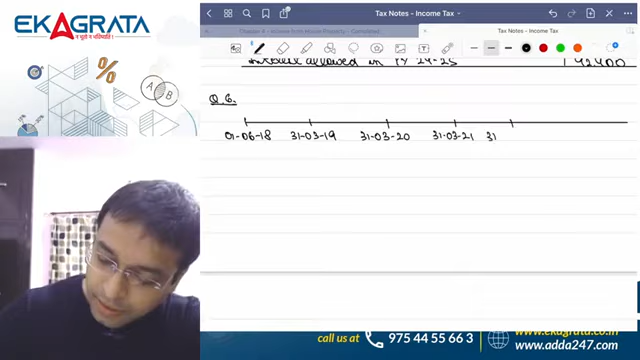 EKAGRATA
Tax Notes - Income Tax
Chapter 4 - Income from House Property - Completed
Tax Notes - Income Tax
Interest allowed in PY 24-25 1,92,400
Q.6.
01-06-18 31-03-19 31-03-20 31-03-21 31
%
A
B
call us at 975 44 55 66 3
www.ekagrata.co.in
www.adda247.com